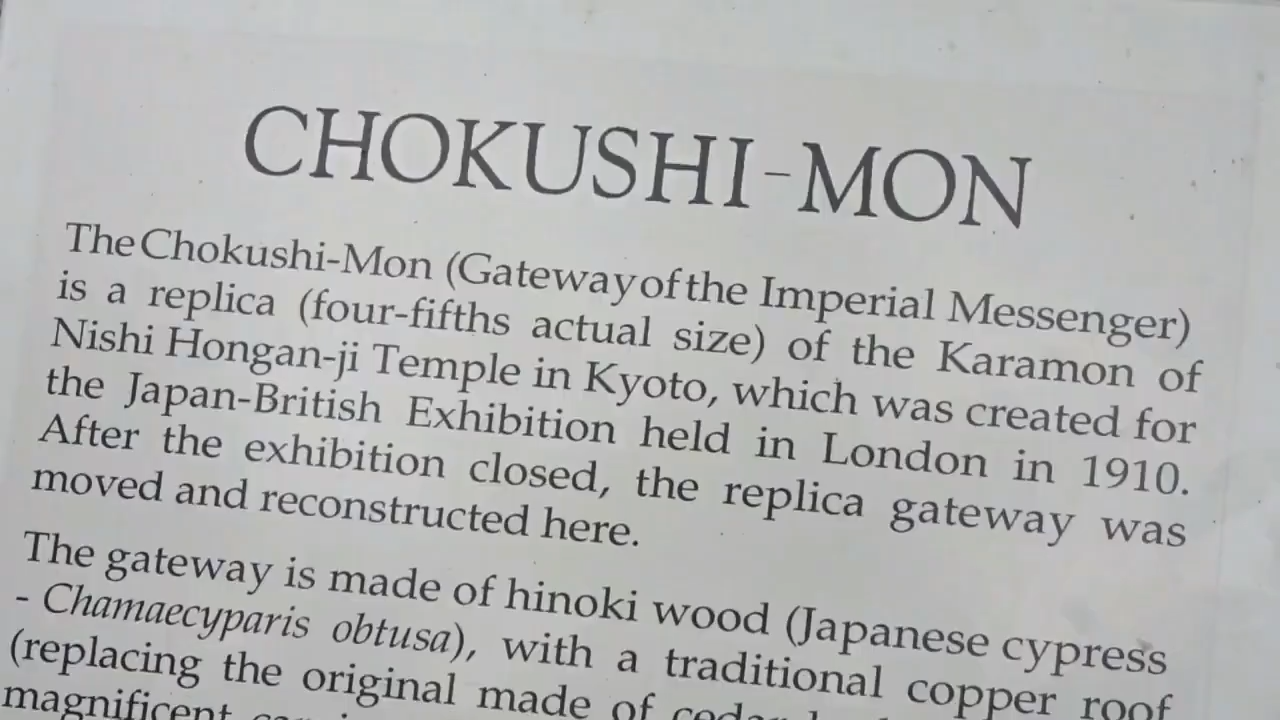 CHOKUSHI-MON
The Chokushi-Mon (Gateway of the Imperial Messenger)
is a replica (four-fifths actual size) of the Karamon of
Nishi Hongan-ji Temple in Kyoto, which was created for
the Japan-British Exhibition held in London in 1910.
After the exhibition closed, the replica gateway was
moved and reconstructed here.
The gateway is made of hinoki wood (Japanese cypress
- Chamaecyparis obtusa), with a traditional copper roof
(replacing the original made of cedar
magnificent